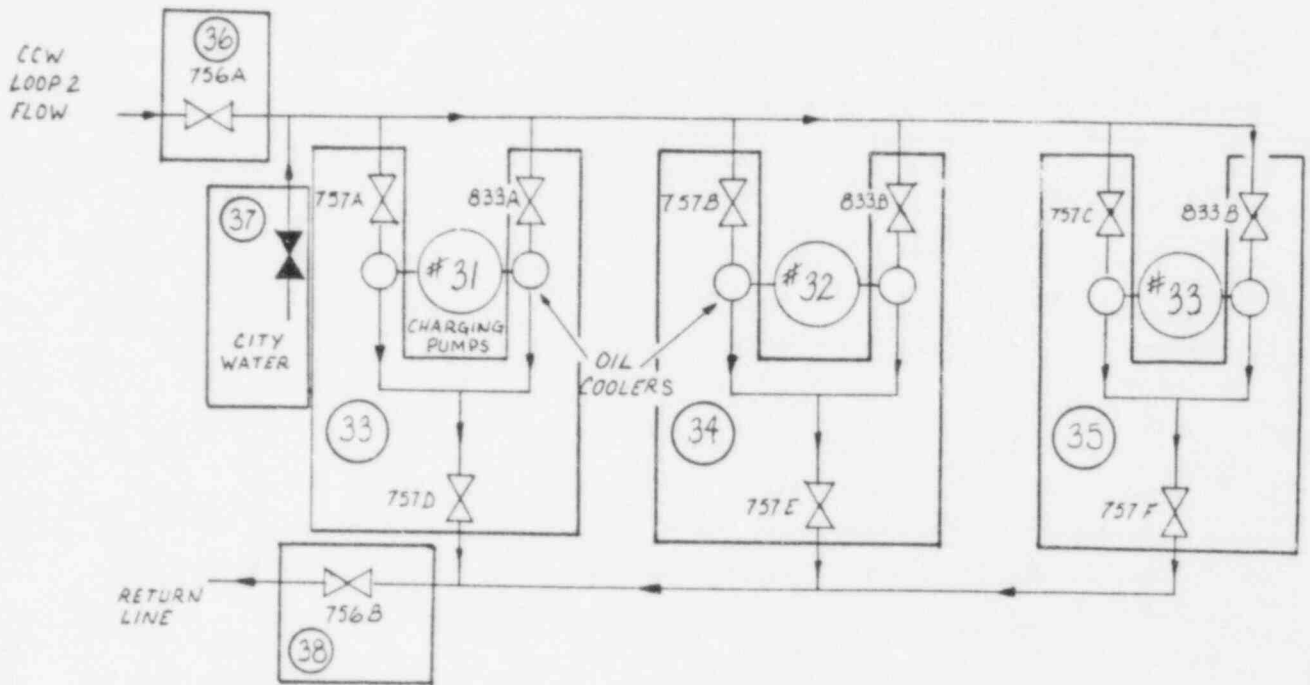 CCW
LOOP 2
FLOW
36
756A
37
CITY
WATER
757A
833A
#31
CHARGING
PUMPS
33
757D
OIL
COOLERS
757B
833B
#32
34
757E
757C
833B
#33
35
757F
RETURN
LINE
756B
38